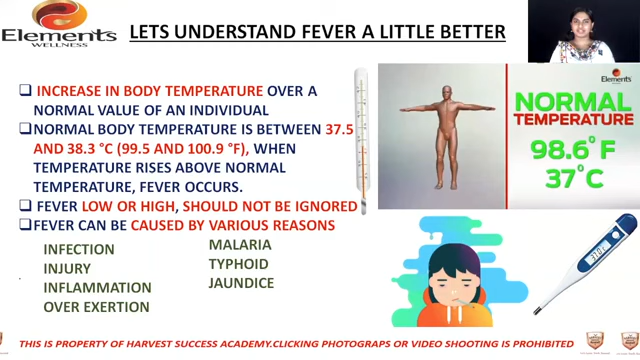 Elements
WELLNESS
LETS UNDERSTAND FEVER A LITTLE BETTER
INCREASE IN BODY TEMPERATURE OVER A
NORMAL VALUE OF AN INDIVIDUAL
NORMAL BODY TEMPERATURE IS BETWEEN 37.5
AND 38.3 °C (99.5 AND 100.9 °F), WHEN
TEMPERATURE RISES ABOVE NORMAL
TEMPERATURE, FEVER OCCURS.
FEVER LOW OR HIGH, SHOULD NOT BE IGNORED
FEVER CAN BE CAUSED BY VARIOUS REASONS
INFECTION
INJURY
INFLAMMATION
OVER EXERTION
MALARIA
TYPHOID
JAUNDICE
Elements
NORMAL
TEMPERATURE
98.6° F
37° C
THIS IS PROPERTY OF HARVEST SUCCESS ACADEMY.CLICKING PHOTOGRAPS OR VIDEO SHOOTING IS PROHIBITED